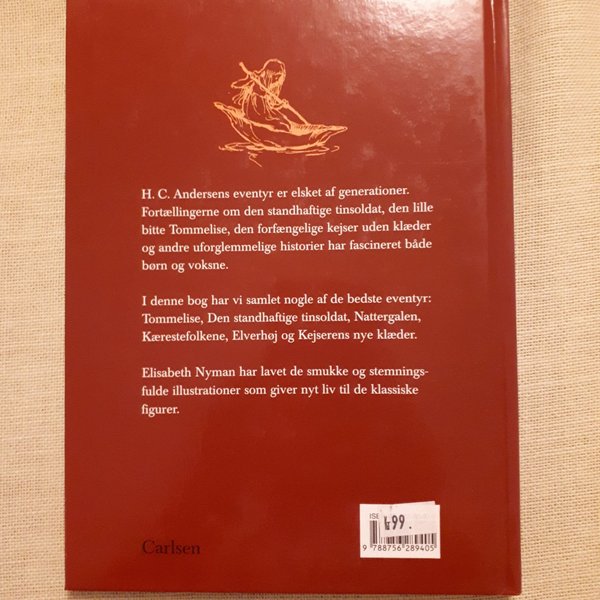 H. C. Andersens eventyr er elsket af generationer.
Fortællingerne om den standhaftige tinsoldat, den lille
bitte Tommelise, den forfængelige kejser uden klæder
og andre uforglemmelige historier har fascineret både
børn og voksne.
I denne bog har vi samlet nogle af de bedste eventyr:
Tommelise, Den standhaftige tinsoldat, Nattergalen,
Kærestefolkene, Elverhøj og Kejserens nye klæder.
Elisabeth Nyman har lavet de smukke og stemnings-
fulde illustrationer som giver nyt liv til de klassiske
figurer.
Carlsen
99.
9 788756 289405